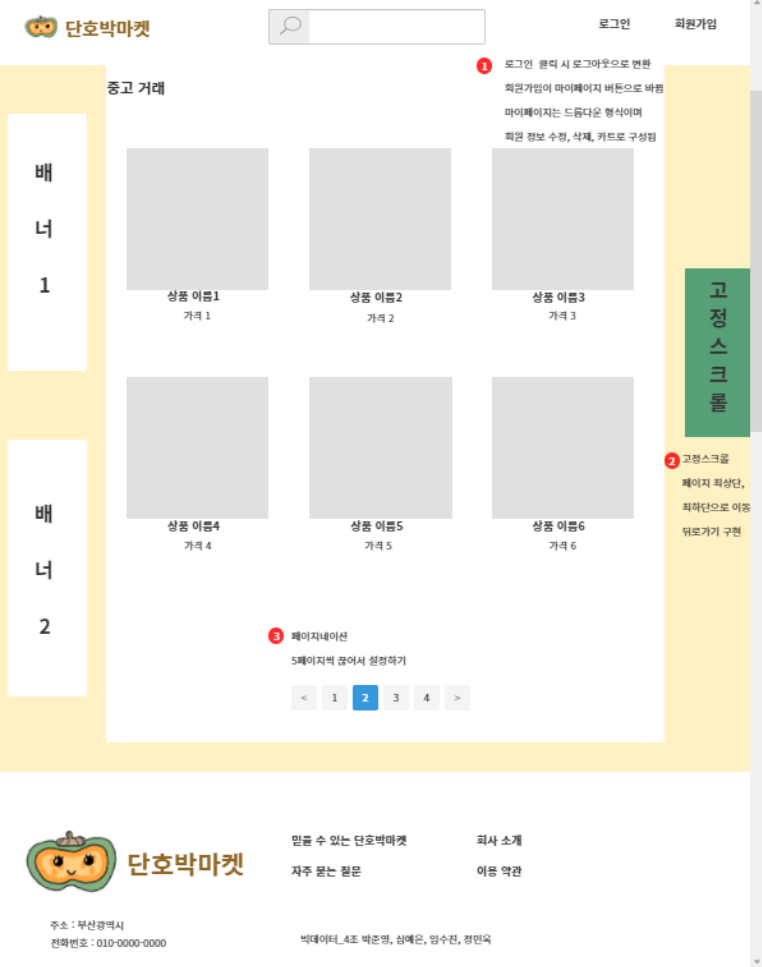 단호박마켓
로그인
회원가입
1 로그인 클릭 시 로그아웃으로 변환
회원가입이 마이페이지 버튼으로 바뀜
마이페이지는 드롭다운 형식이며
회원 정보 수정, 삭제, 카트로 구성됨
중고 거래
배
너
1
상품 이름1
가격 1
상품 이름2
가격 2
상품 이름3
가격 3
고
정
스
크
롤
2 고정스크롤
페이지 최상단,
최하단으로 이동
뒤로가기 구현
배
너
2
상품 이름4
가격 4
상품 이름5
가격 5
상품 이름6
가격 6
3 페이지네이션
5페이지씩 끊어서 설정하기
< 1 2 3 4 >
단호박마켓
믿을 수 있는 단호박마켓
회사 소개
자주 묻는 질문
이용 약관
주소 : 부산광역시
전화번호 : 010-0000-0000
빅데이터_4조 박준영, 심예은, 임수진, 정민욱